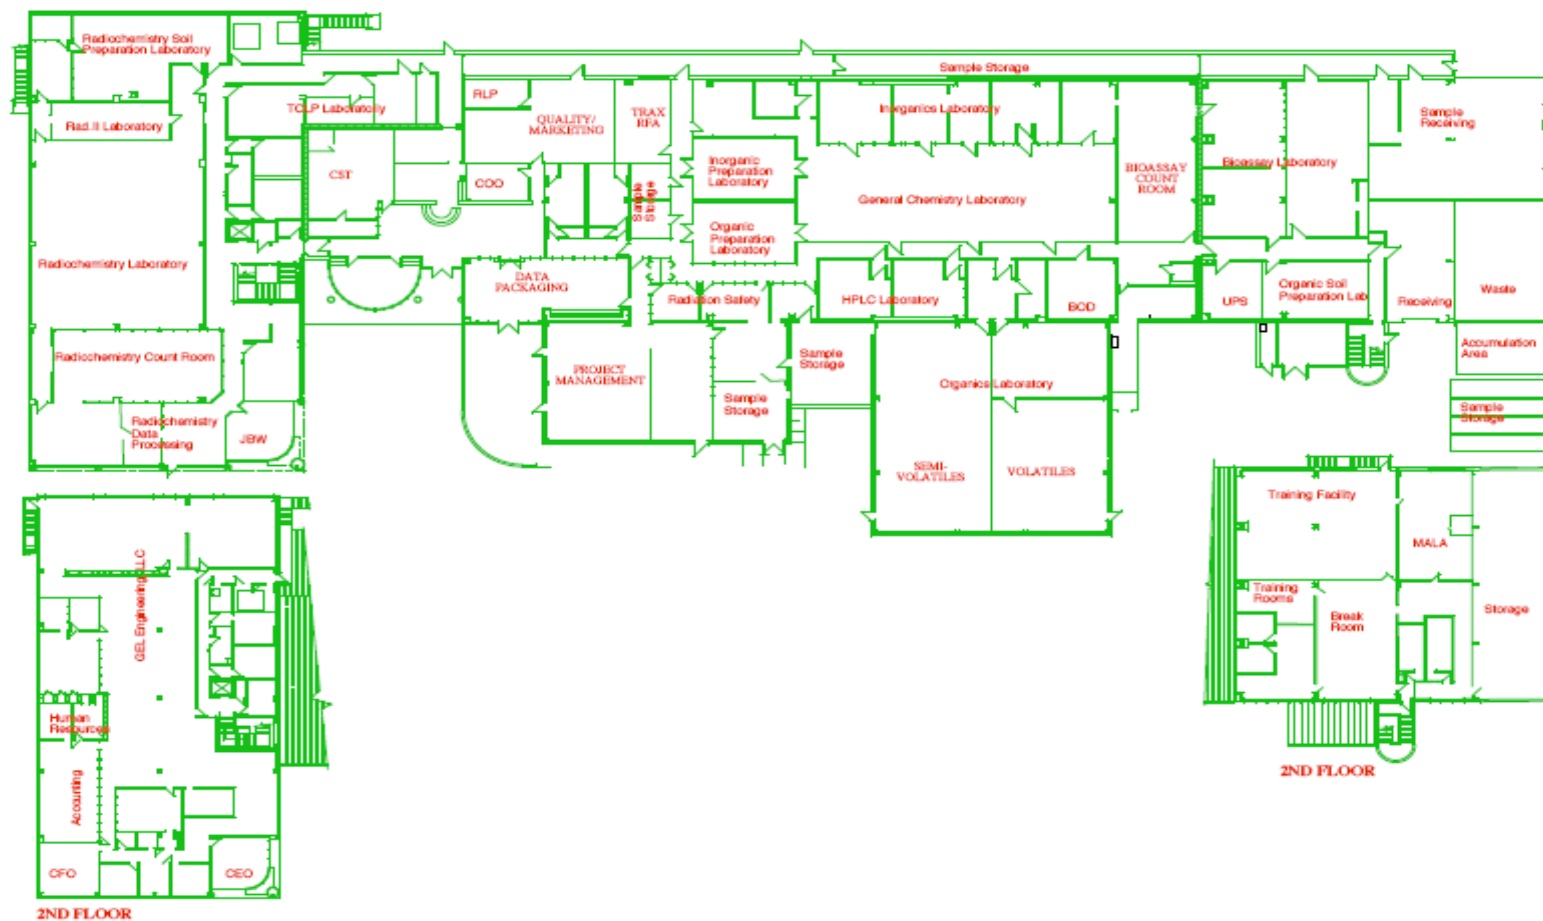 Radiochemistry Soil
Preparation Laboratory
Sample Storage
RLP
TCLP Laboratory
QUALITY/
MARKETING
TRAX
RFA
Inorganics Laboratory
Sample
Receiving
Rad.II Laboratory
CST
COO
Sample
Storage
Inorganic
Preparation
Laboratory
General Chemistry Laboratory
BIOASSAY
COUNT
ROOM
Bioassay Laboratory
Organic
Preparation
Laboratory
Radiochemistry Laboratory
DATA
PACKAGING
Radiation Safety
HPLC Laboratory
BOD
UPS
Organic Soil
Preparation Lab
Receiving
Waste
Radiochemistry Count Room
PROJECT
MANAGEMENT
Sample
Storage
Accumulation
Area
Organics Laboratory
Sample
Storage
Sample
Storage
Radiochemistry
Data
Processing
JBW
SEMI-
VOLATILES
VOLATILES
GEL Engineering LLC
Human
Resources
Accounting
CFO
CEO
2ND FLOOR
Training Facility
MALA
Training
Rooms
Break
Room
Storage
2ND FLOOR